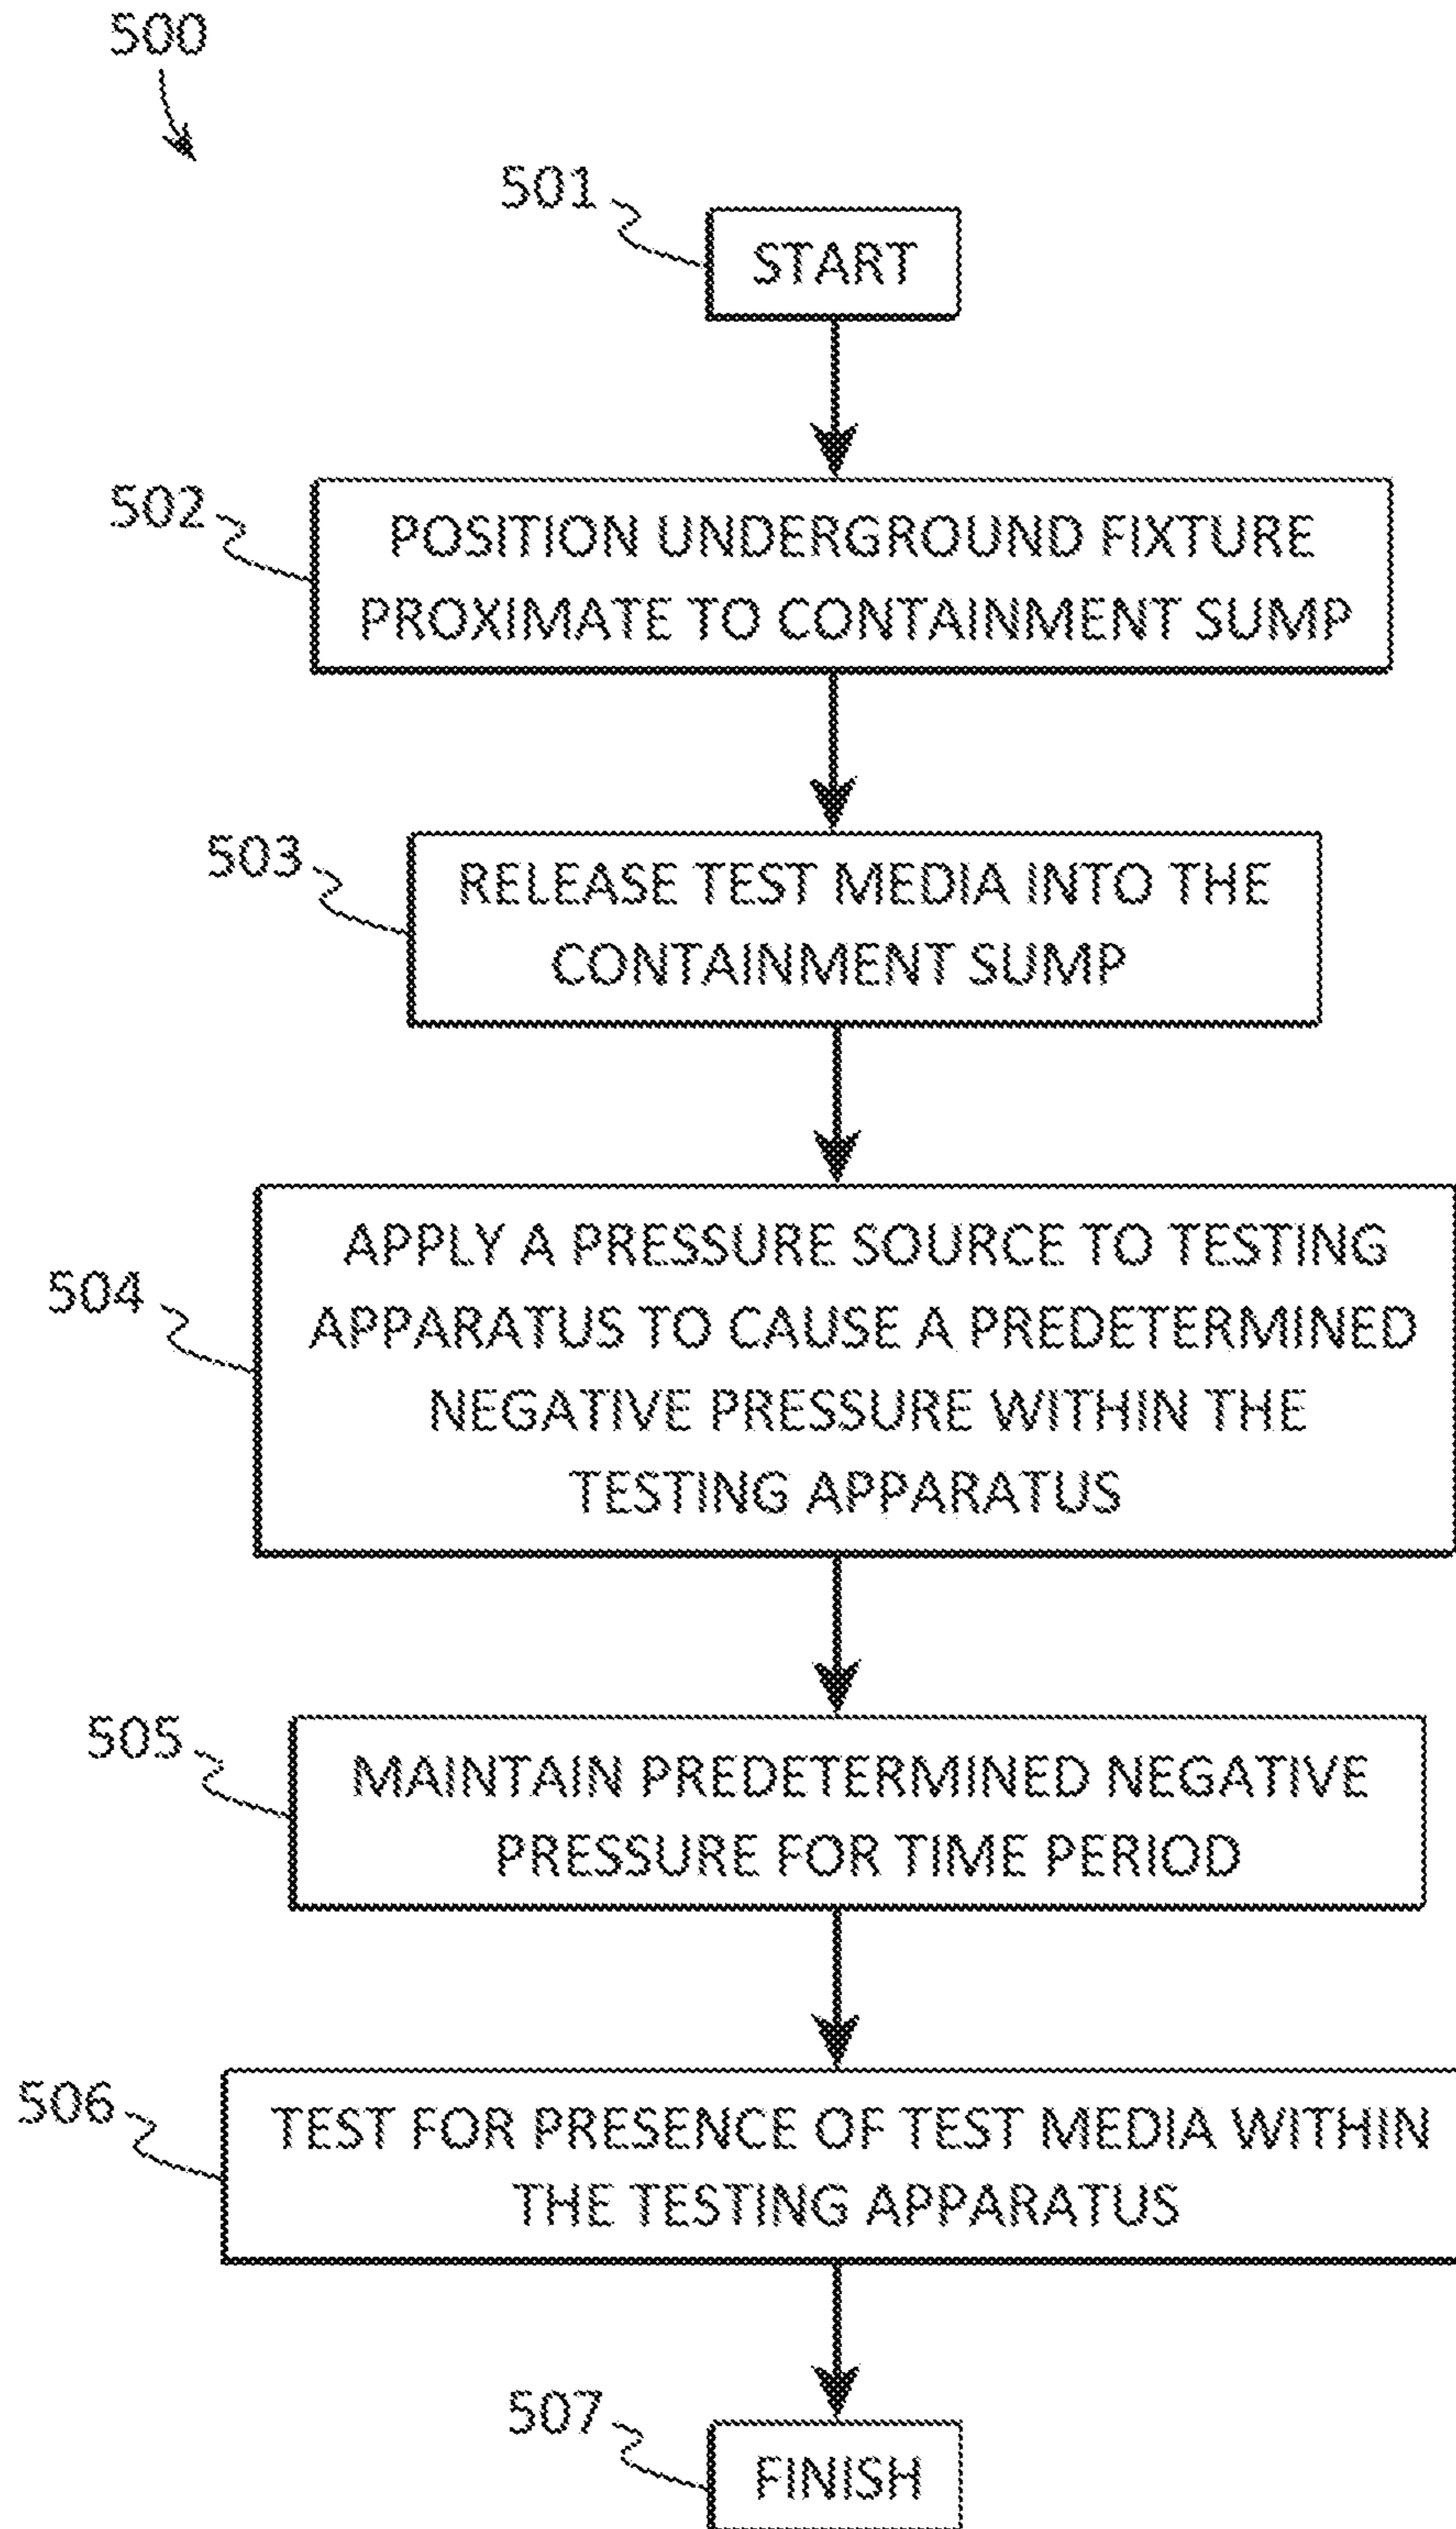 500
501
START
502
POSITION UNDERGROUND FIXTURE
PROXIMATE TO CONTAINMENT SUMP
503
RELEASE TEST MEDIA INTO THE
CONTAINMENT SUMP
504
APPLY A PRESSURE SOURCE TO TESTING
APPARATUS TO CAUSE A PREDETERMINED
NEGATIVE PRESSURE WITHIN THE
TESTING APPARATUS
505
MAINTAIN PREDETERMINED NEGATIVE
PRESSURE FOR TIME PERIOD
506
TEST FOR PRESENCE OF TEST MEDIA WITHIN
THE TESTING APPARATUS
507
FINISH